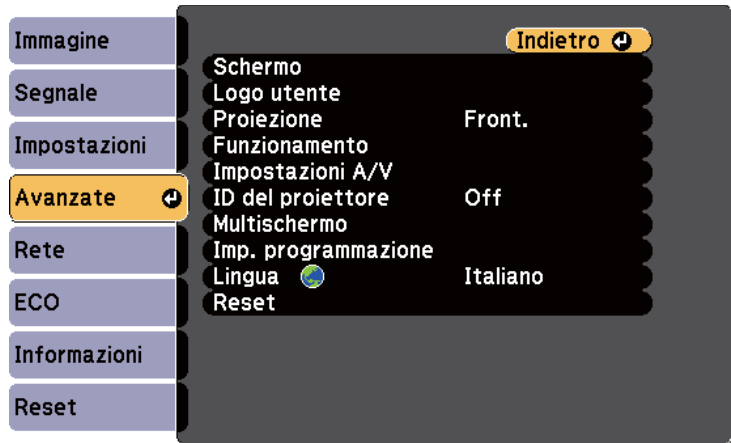 Immagine
Segnale
Impostazioni
Avanzate
Rete
ECO
Informazioni
Reset
Indietro
Schermo
Logo utente
Proiezione Front.
Funzionamento
Impostazioni A/V
ID del proiettore Off
Multischermo
Imp. programmazione
Lingua Italiano
Reset